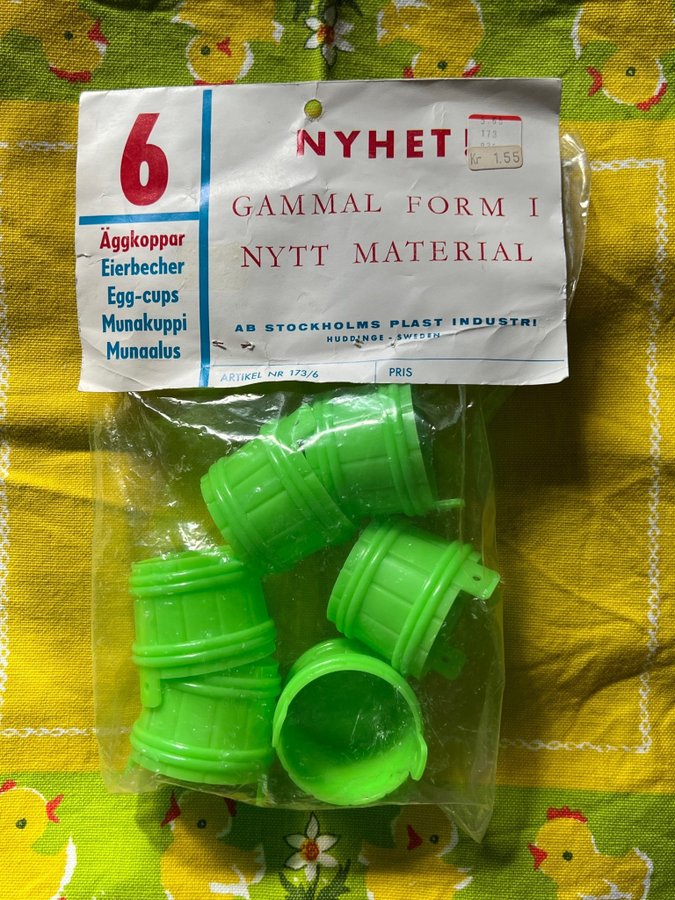 6
Äggkoppar
Eierbecher
Egg-cups
Munakuppi
Munaalus
NYHET!
173
Kr 1.55
GAMMAL FORM I
NYTT MATERIAL
AB STOCKHOLMS PLAST INDUSTRI
HUDDINGE - SWEDEN
ARTIKEL NR 173/6
PRIS